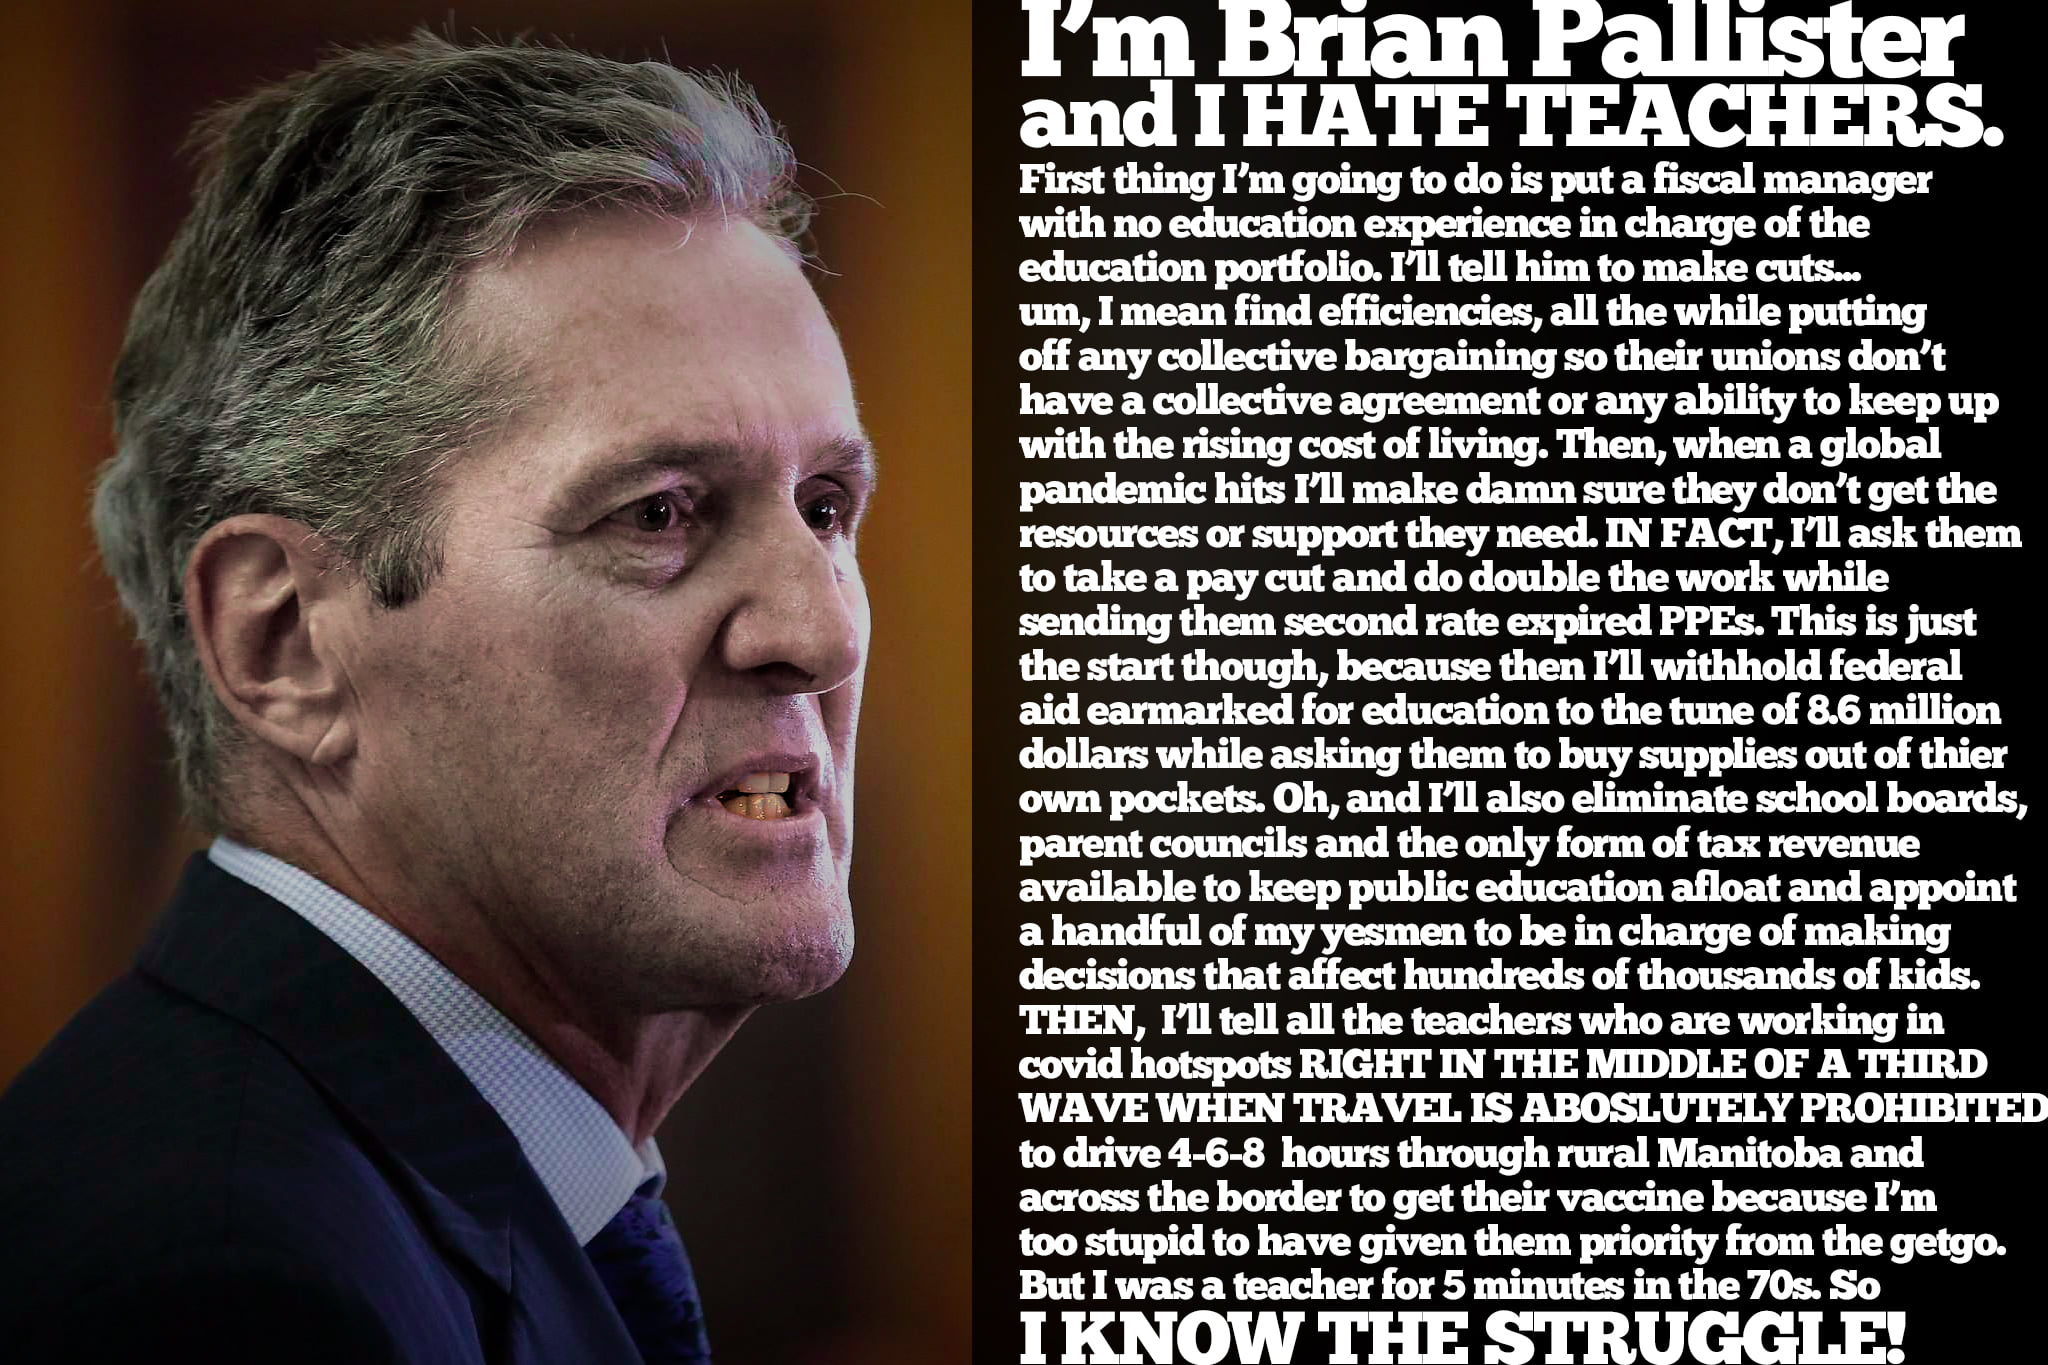 I'm Brian Pallister
and I HATE TEACHERS.
First thing I'm going to do is put a fiscal manager
with no education experience in charge of the
education portfolio. I'll tell him to make cuts...
um, I mean find efficiencies, all the while putting
off any collective bargaining so their unions don't
have a collective agreement or any ability to keep up
with the rising cost of living. Then, when a global
pandemic hits I'll make damn sure they don't get the
resources or support they need. IN FACT, I'll ask them
to take a pay cut and do double the work while
sending them second rate expired PPEs. This is just
the start though, because then I'll withhold federal
aid earmarked for education to the tune of 8.6 million
dollars while asking them to buy supplies out of thier
own pockets. Oh, and I'll also eliminate school boards,
parent councils and the only form of tax revenue
available to keep public education afloat and appoint
a handful of my yesmen to be in charge of making
decisions that affect hundreds of thousands of kids.
THEN, I'll tell all the teachers who are working in
covid hotspots RIGHT IN THE MIDDLE OF A THIRD
WAVE WHEN TRAVEL IS ABOSLUTELY PROHIBITED
to drive 4-6-8 hours through rural Manitoba and
across the border to get their vaccine because I'm
too stupid to have given them priority from the getgo.
But I was a teacher for 5 minutes in the 70s. So
I KNOW THE STRUGGLE!